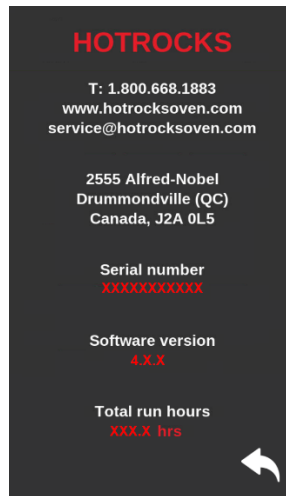 HOTROCKS
T: 1.800.668.1883
www.hotrocksoven.com
service@hotrocksoven.com
2555 Alfred-Nobel
Drummondville (QC)
Canada, J2A 0L5
Serial number
XXXXXXXXXXX
Software version
4.X.X
Total run hours
XXX.X hrs